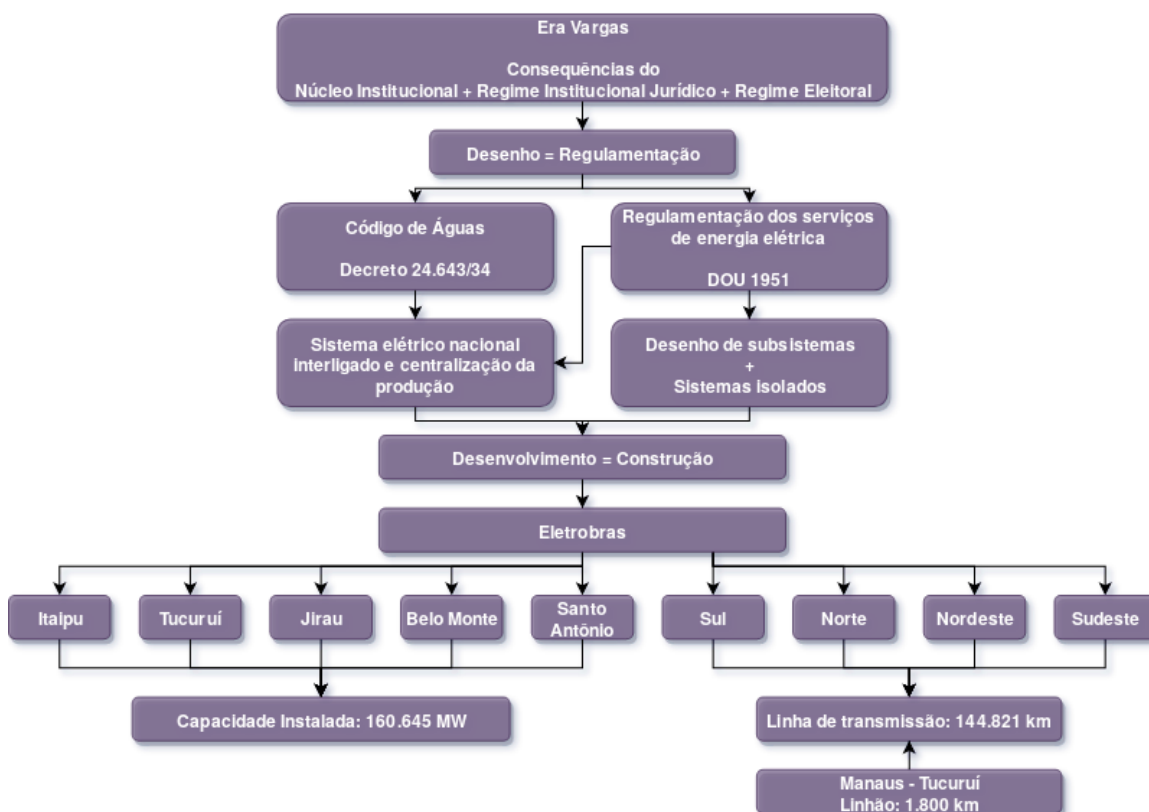 Era Vargas
Consequências do
Núcleo Institucional + Regime Institucional Jurídico + Regime Eleitoral
Desenho = Regulamentação
Código de Águas
Decreto 24.643/34
Regulamentação dos serviços
de energia elétrica
DOU 1951
Sistema elétrico nacional
interligado e centralização da
produção
Desenho de subsistemas
+
Sistemas isolados
Desenvolvimento = Construção
Eletrobras
Itaipu
Tucuruí
Jirau
Belo Monte
Santo
Antônio
Sul
Norte
Nordeste
Sudeste
Capacidade Instalada: 160.645 MW
Linha de transmissão: 144.821 km
Manaus - Tucuruí
Linhão: 1.800 km